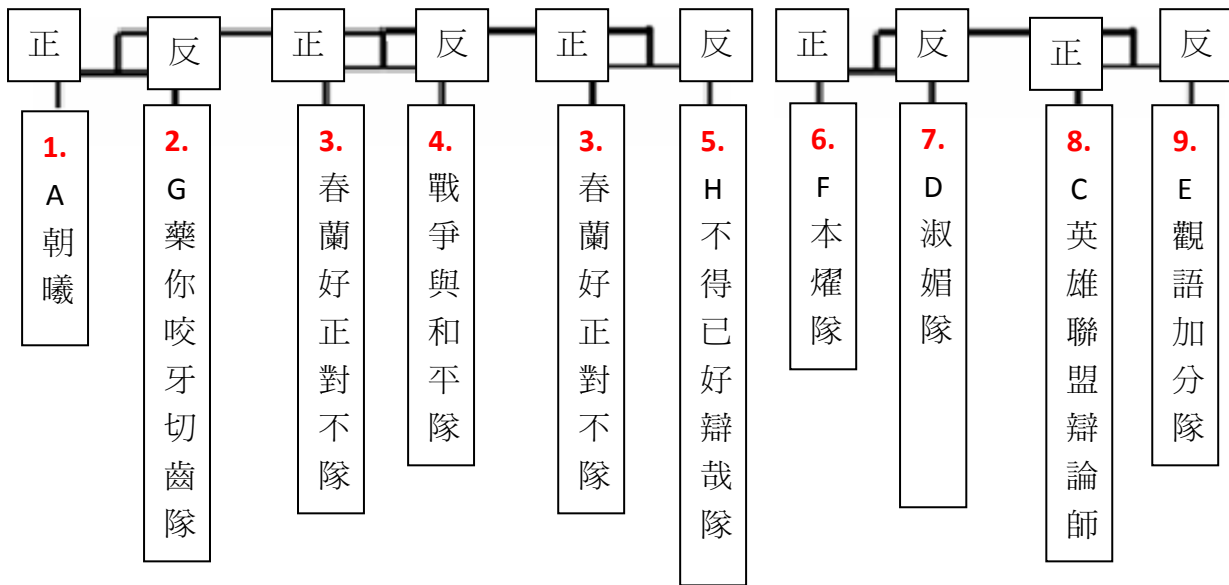 正 反 正 反 正 反 正 反 正 反
1. A 朝曦
2. G 藥你咬牙切齒隊
3. 春蘭好正對不隊
4. 戰爭與和平隊
3. 春蘭好正對不隊
5. H 不得已好辯哉隊
6. F 本燿隊
7. D 淑媚隊
8. C 英雄聯盟辯論師
9. E 觀語加分隊